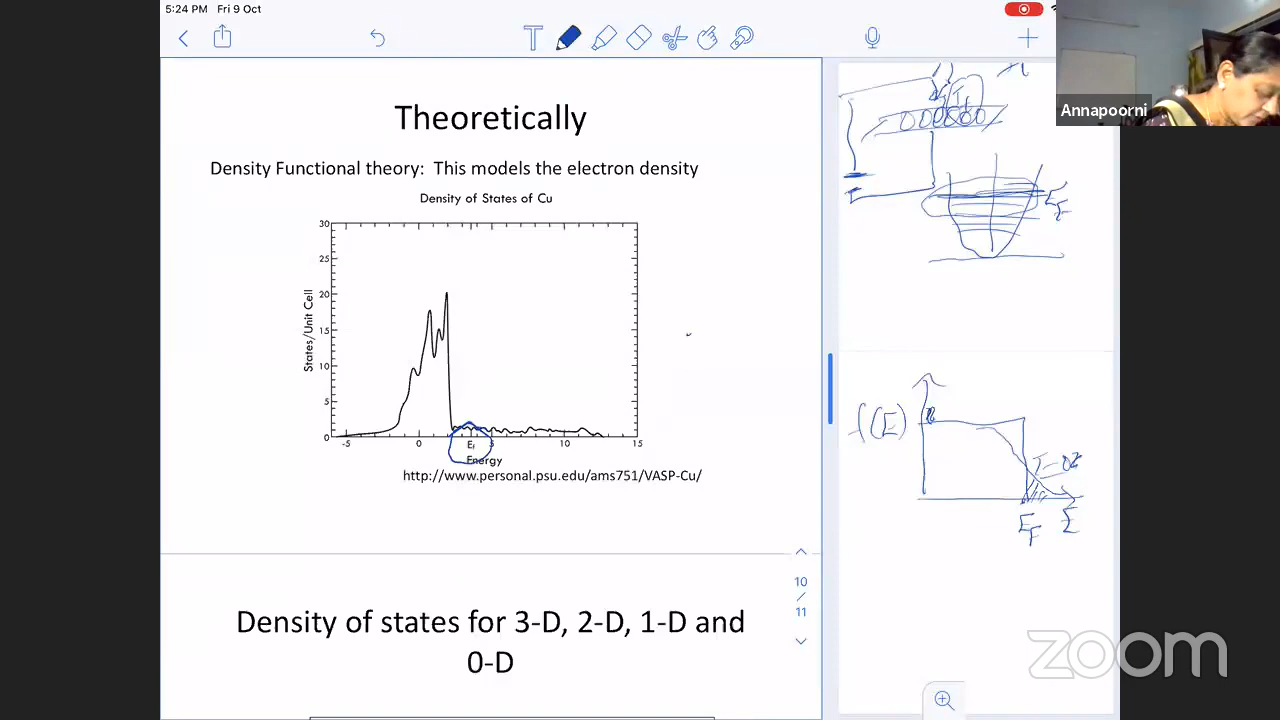 5:24 PM Fri 9 Oct
T
Annapoorni
Theoretically
Density Functional theory: This models the electron density
Density of States of Cu
30
25
20
15
10
5
0
States/Unit Cell
-5 0 Ef 5 10 15
Energy
http://www.personal.psu.edu/ams751/VASP-Cu/
EF
f(E)
EF E
10
/
11
Density of states for 3-D, 2-D, 1-D and
0-D
zoom